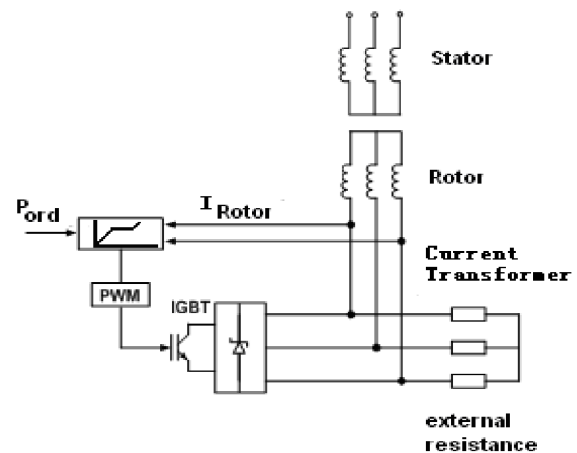 Stator
Rotor
Pord
IRotor
Current
Transformer
PWM
IGBT
external
resistance